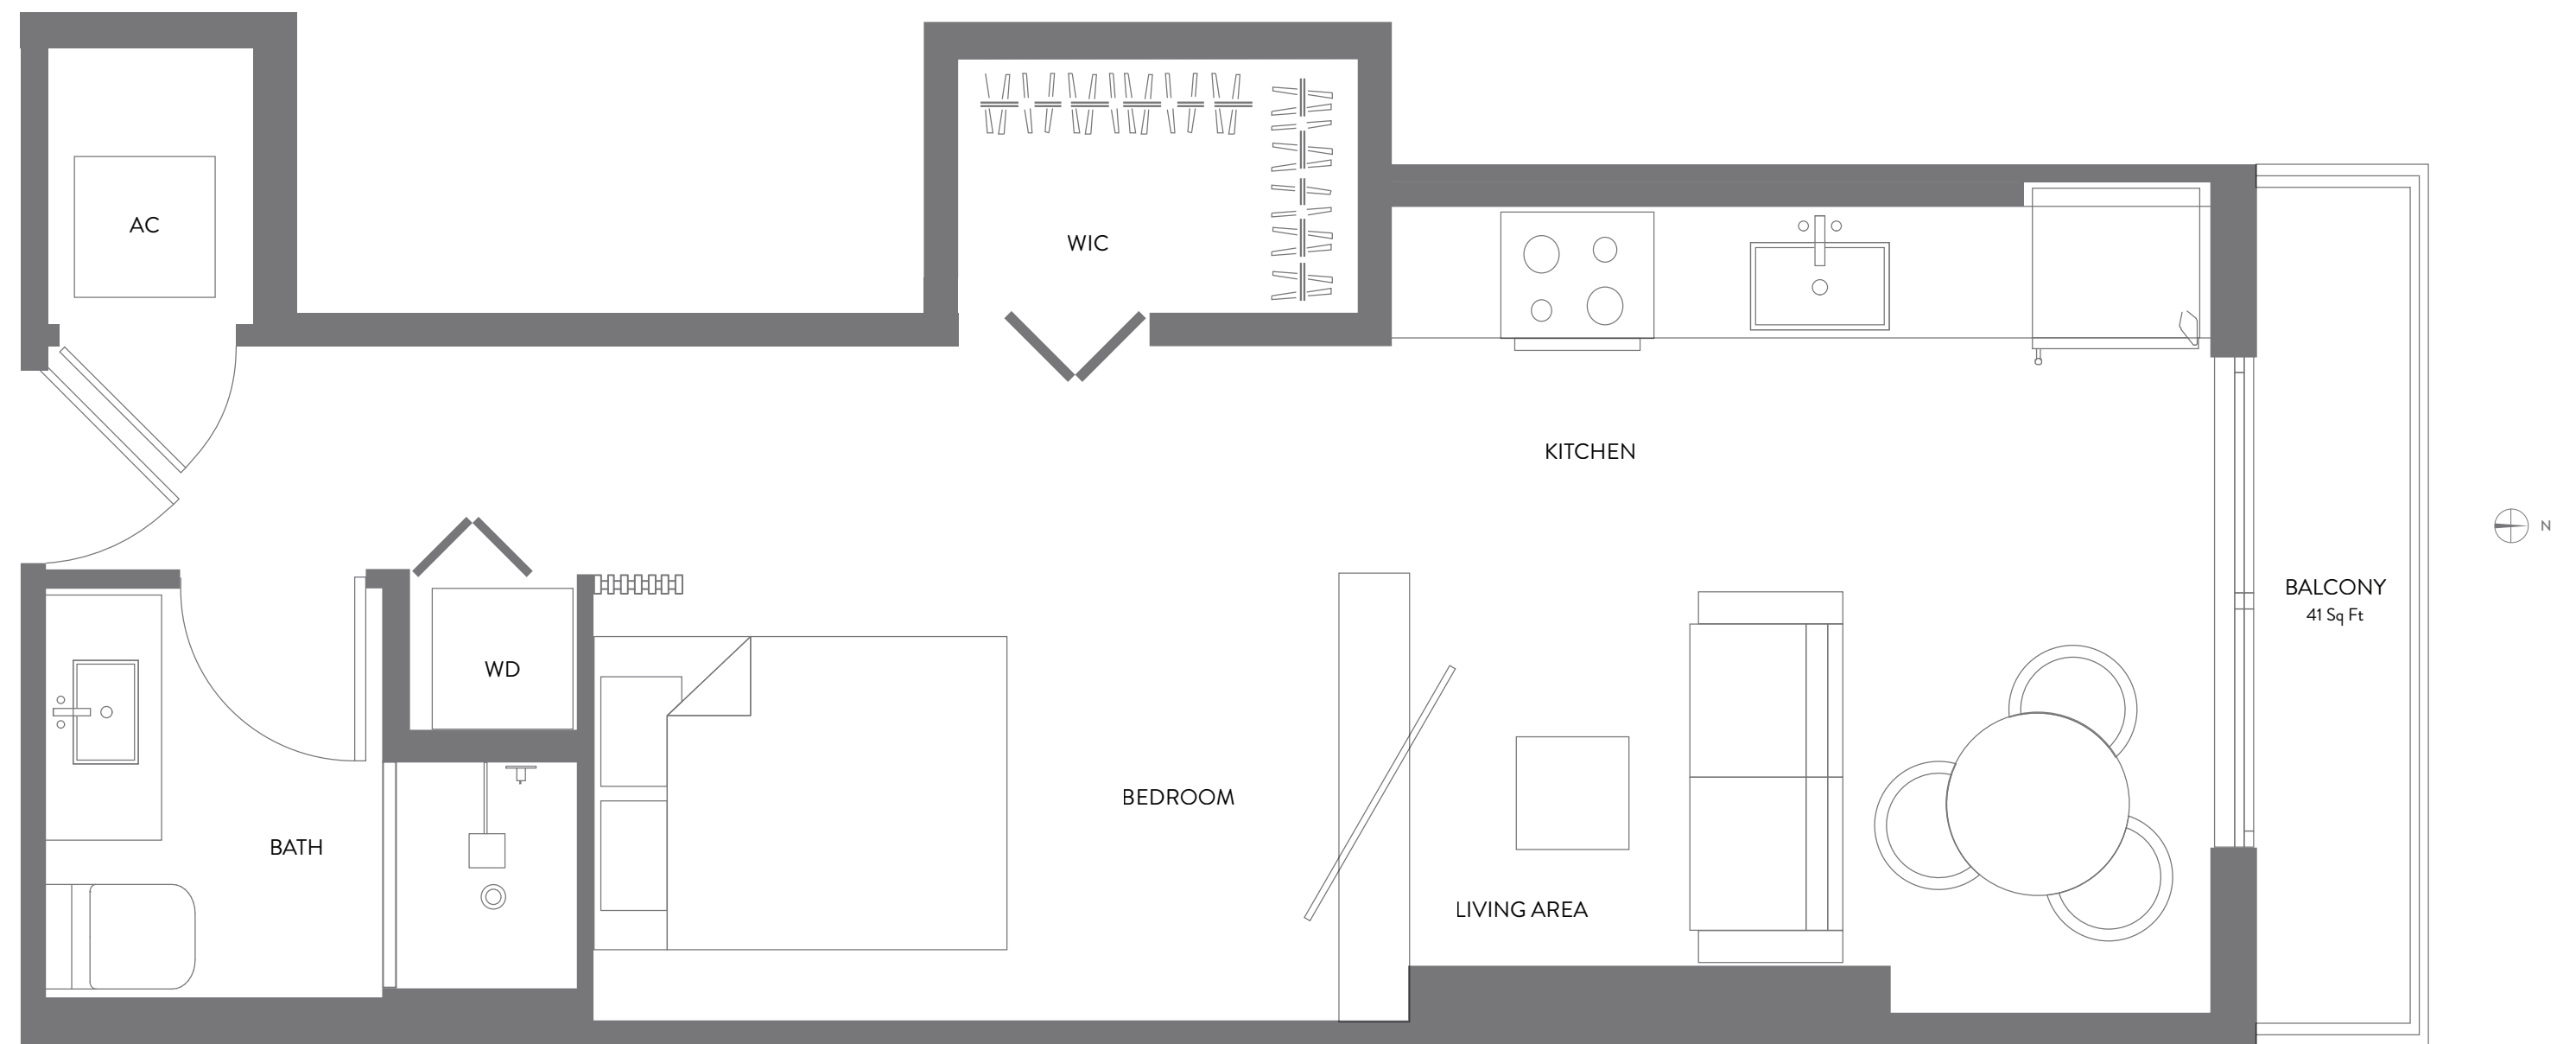 AC
WIC
KITCHEN
N
BALCONY
41 Sq Ft
WD
BEDROOM
BATH
LIVING AREA